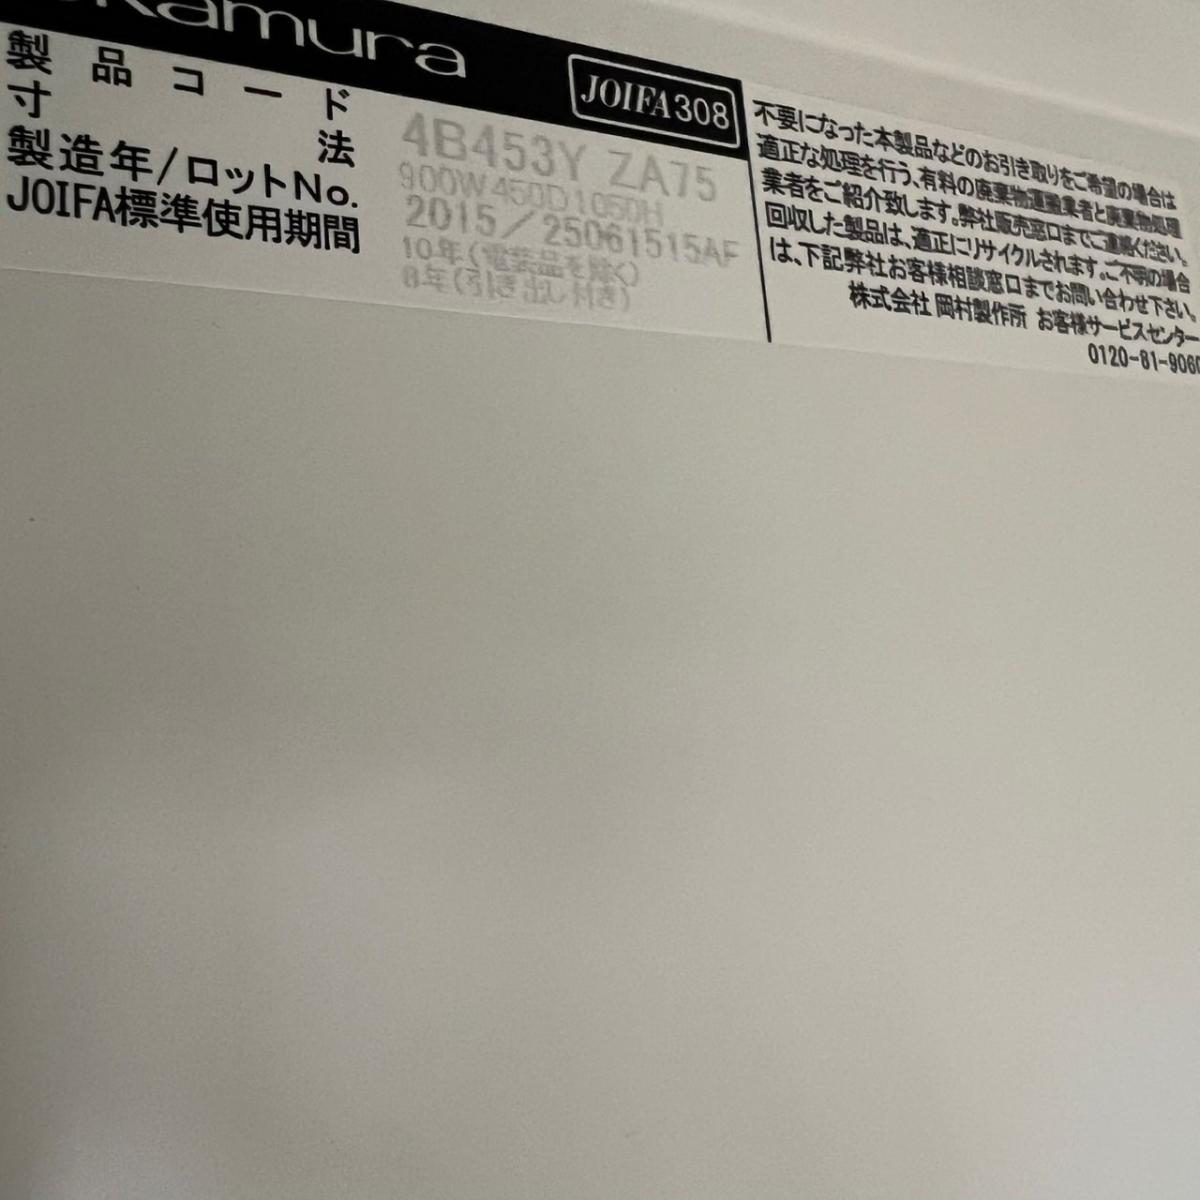 okamura JOIFA308
製品コード 4B453Y ZA75
寸法 900W450D1050H
製造年/ロットNo. 2015/25061515AF
JOIFA標準使用期間 10年(電装品を除く)
8年(引き出し付き)
不要になった本製品などのお引き取りをご希望の場合は
適正な処理を行う、有料の廃棄物運搬業者と廃棄物処理
業者をご紹介致します。弊社販売窓口までご連絡ください。
回収した製品は、適正にリサイクルされます。ご不明の場合
は、下記弊社お客様相談窓口までお問い合わせ下さい。
株式会社 岡村製作所 お客様サービスセンター
0120-81-9060